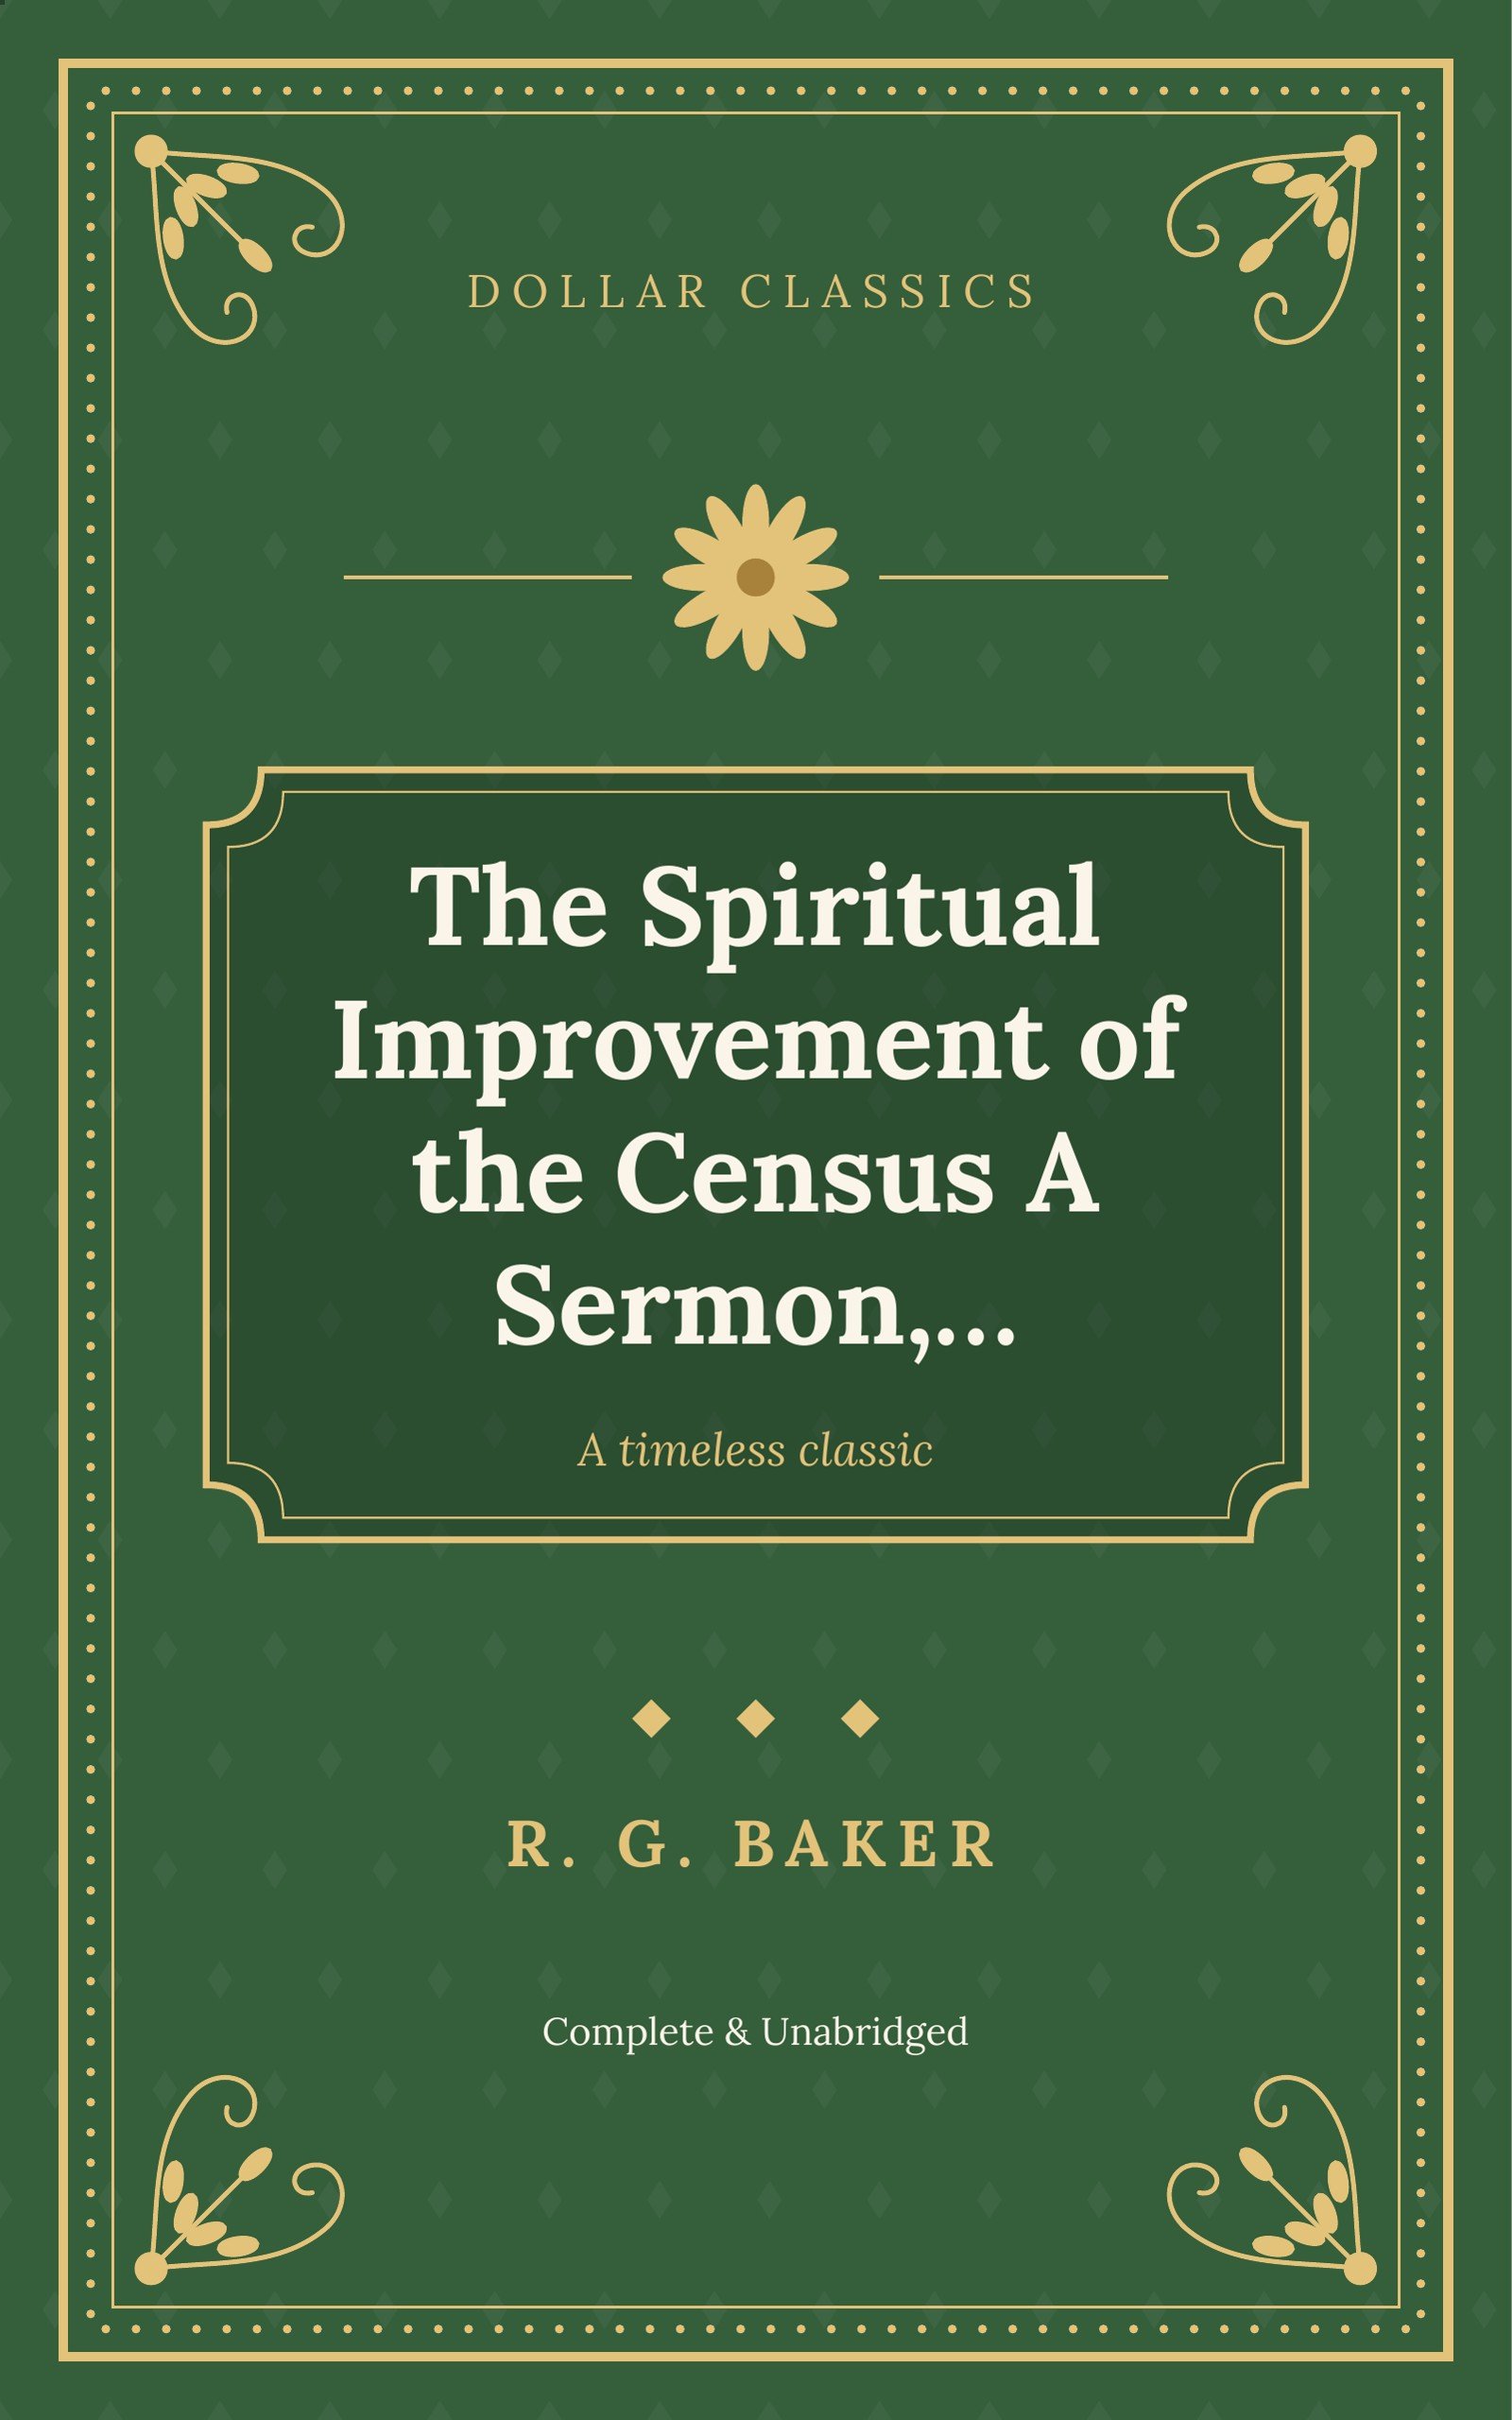 DOLLAR CLASSICS
The Spiritual
Improvement of
the Census A
Sermon,...
A timeless classic
R. G. BAKER
Complete & Unabridged